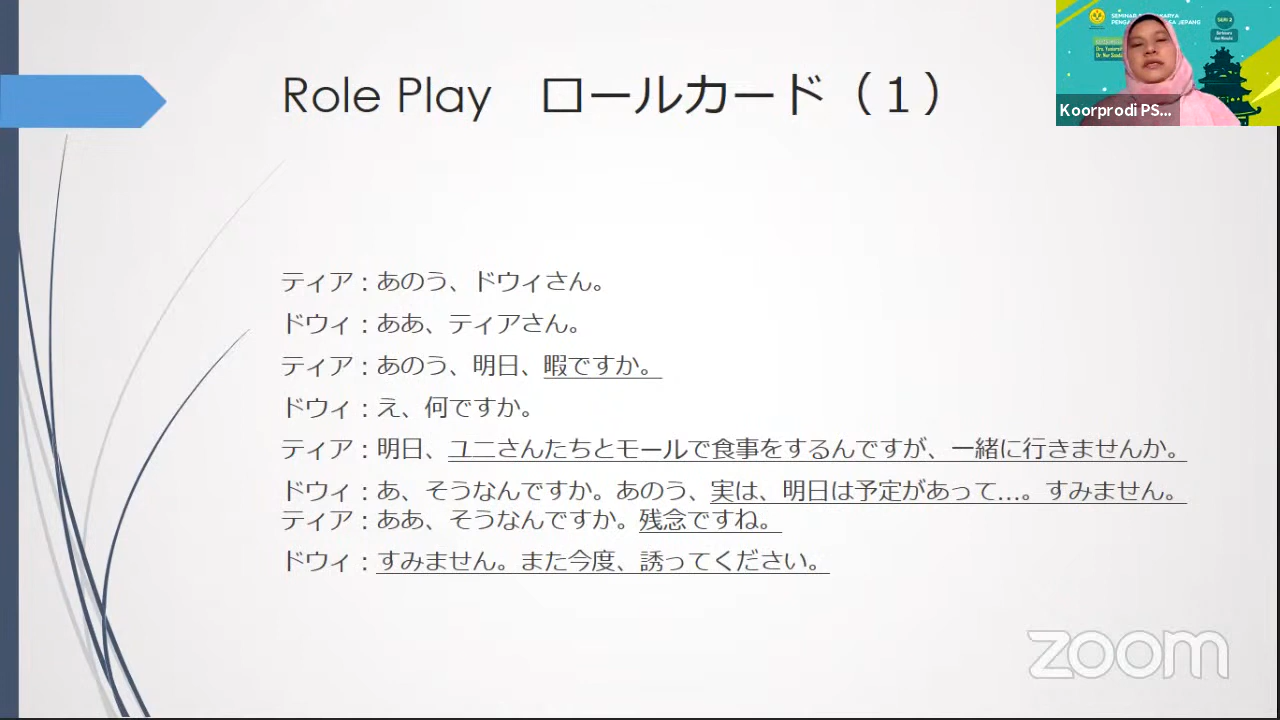 Role Play　ロールカード（１）
ティア：あのう、ドウィさん。
ドウィ：ああ、ティアさん。
ティア：あのう、明日、暇ですか。
ドウィ：え、何ですか。
ティア：明日、ユニさんたちとモールで食事をするんですが、一緒に行きませんか。
ドウィ：あ、そうなんですか。あのう、実は、明日は予定があって…。すみません。
ティア：ああ、そうなんですか。残念ですね。
ドウィ：すみません。また今度、誘ってください。
SEMINAR
SERI 2
Koorprodi PS...
zoom